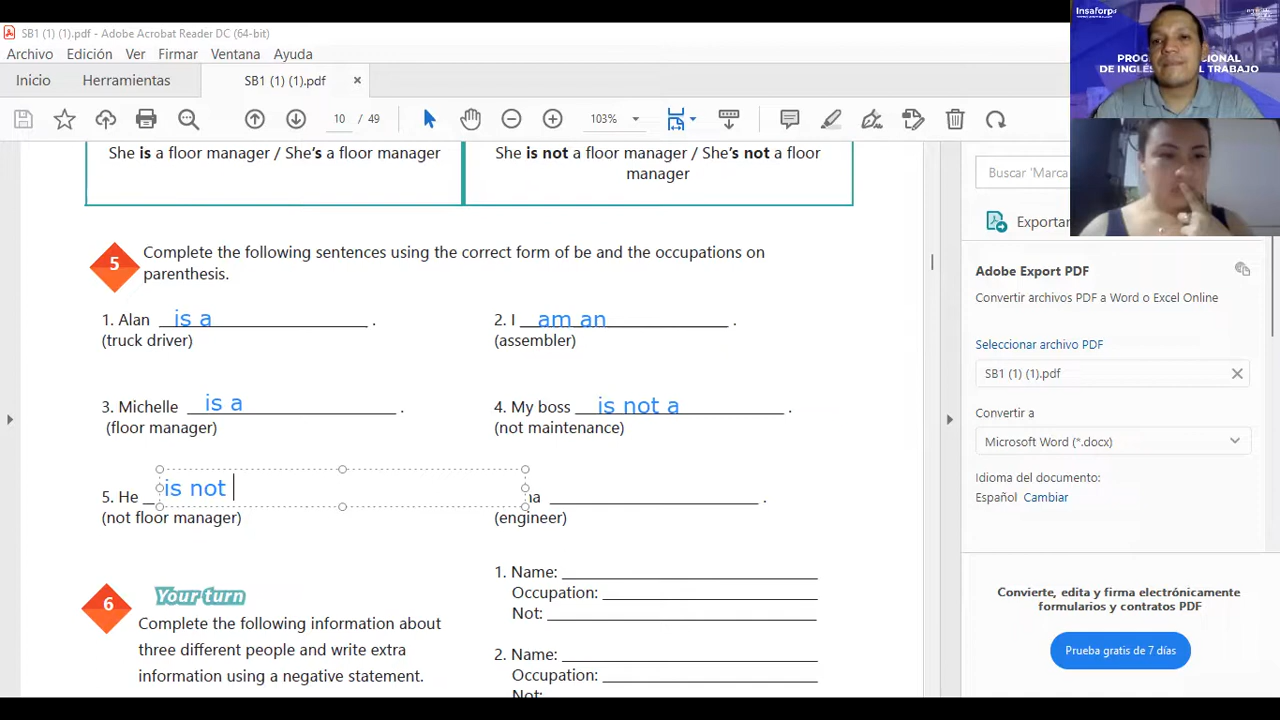 SB1 (1) (1).pdf - Adobe Acrobat Reader DC (64-bit)
Archivo Edición Ver Firmar Ventana Ayuda
Inicio Herramientas SB1 (1) (1).pdf ×
10 / 49 103%
She is a floor manager / She's a floor manager
She is not a floor manager / She's not a floor
manager
5 Complete the following sentences using the correct form of be and the occupations on
parenthesis.
1. Alan is a .
(truck driver)
2. I am an .
(assembler)
3. Michelle is a .
(floor manager)
4. My boss is not a .
(not maintenance)
5. He is not
(not floor manager)
na .
(engineer)
6 Your turn
Complete the following information about
three different people and write extra
information using a negative statement.
1. Name:
Occupation:
Not:
2. Name:
Occupation:
Not:
Insaforp
DE INGLÉS TRABAJO
Buscar 'Marca
Exportar
Adobe Export PDF
Convertir archivos PDF a Word o Excel Online
Seleccionar archivo PDF
SB1 (1) (1).pdf
Convertir a
Microsoft Word (*.docx)
Idioma del documento:
Español Cambiar
Convierte, edita y firma electrónicamente
formularios y contratos PDF
Prueba gratis de 7 días